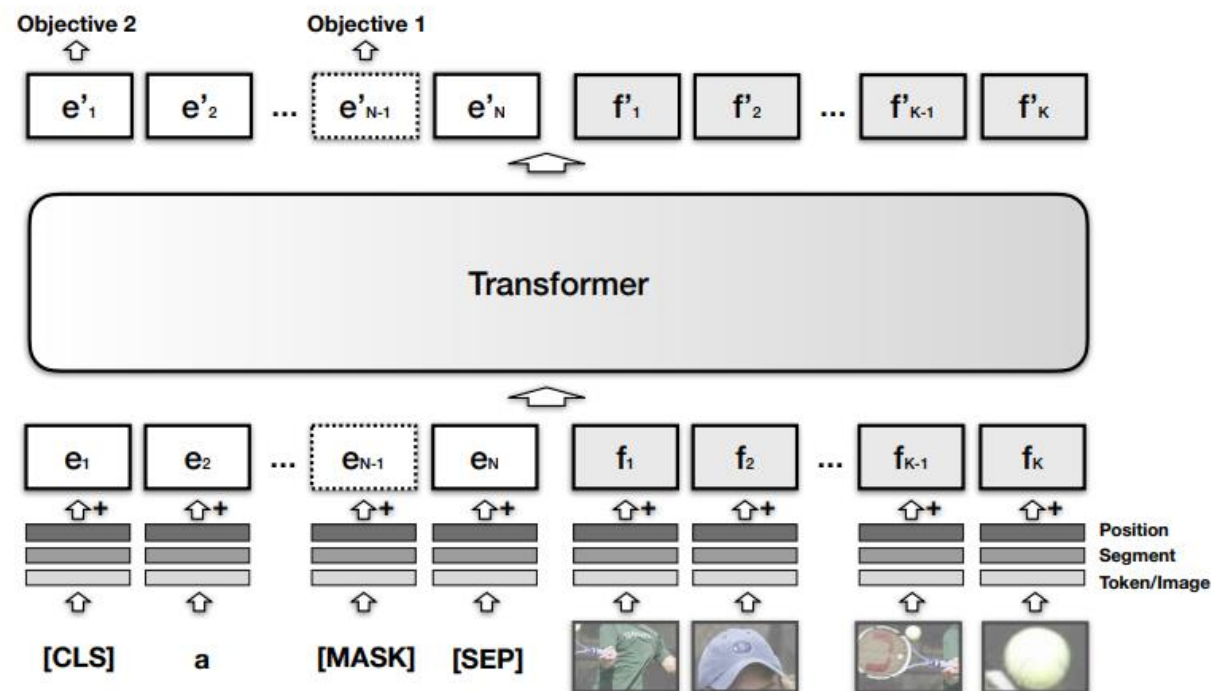 Objective 2 Objective 1
e'1 e'2 ... e'N-1 e'N f'1 f'2 ... f'K-1 f'K
Transformer
e1 e2 ... eN-1 eN f1 f2 ... fK-1 fK
+ + + + + + + +
Position
Segment
Token/Image
[CLS] a [MASK] [SEP]